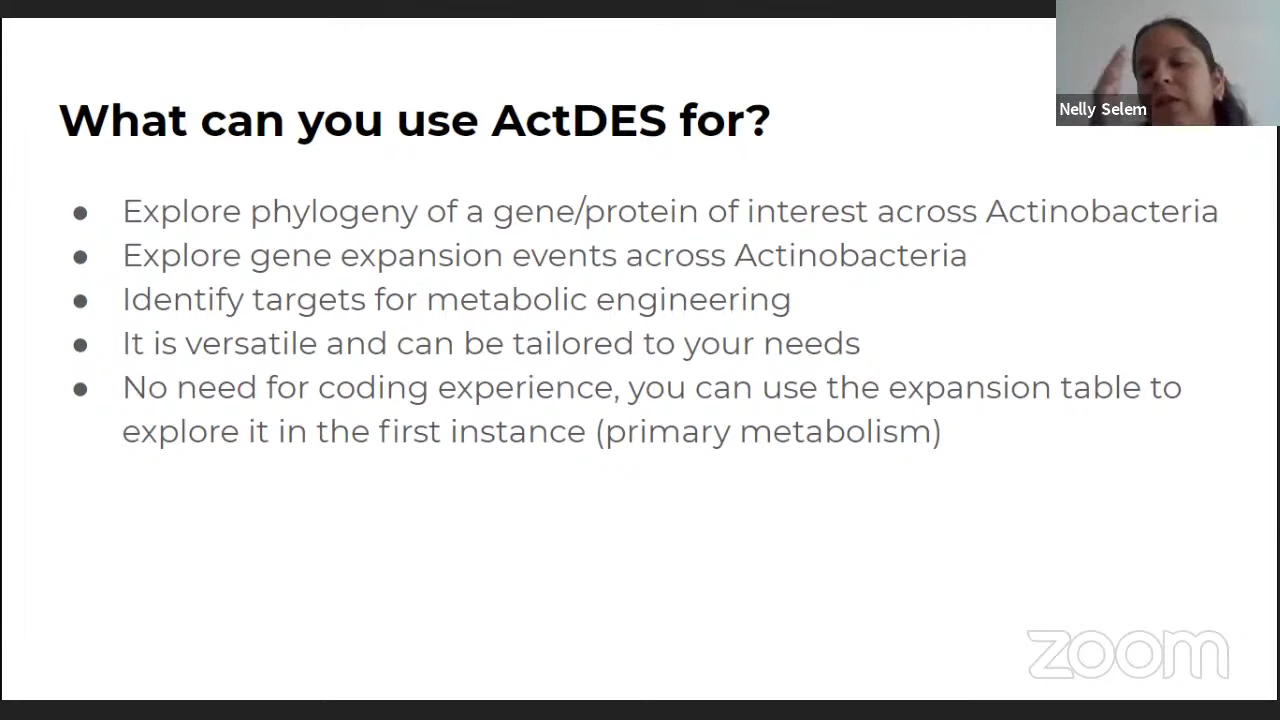 What can you use ActDES for?
Nelly Selem
● Explore phylogeny of a gene/protein of interest across Actinobacteria
● Explore gene expansion events across Actinobacteria
● Identify targets for metabolic engineering
● It is versatile and can be tailored to your needs
● No need for coding experience, you can use the expansion table to
explore it in the first instance (primary metabolism)
zoom